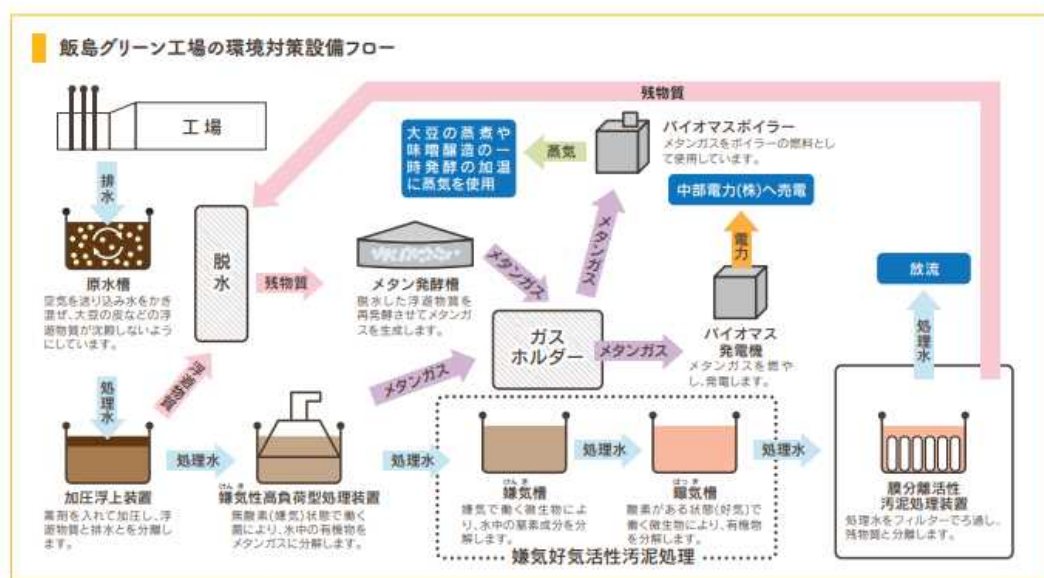 飯島グリーン工場の環境対策設備フロー
残物質
工場
排水
原水槽
空気を送り込み水をかき
混ぜ、大豆の皮などの浮
遊物質が沈殿しないよう
にしています。
脱水
残物質
メタン発酵槽
脱水した浮遊物質を
再発酵させてメタンガ
スを生成します。
大豆の蒸煮や
味噌醸造の一
時発酵の加温
に蒸気を使用
蒸気
バイオマスボイラー
メタンガスをボイラーの燃料とし
て使用しています。
中部電力(株)へ売電
電力
メタンガス
メタンガス
ガス
ホルダー
メタンガス
バイオマス
発電機
メタンガスを燃や
し、発電します。
放流
処理水
処理水
浮遊物質
メタンガス
加圧浮上装置
薬剤を入れて加圧し、浮
遊物質と排水とを分離し
ます。
処理水
けん き
嫌気性高負荷型処理装置
無酸素(嫌気)状態で働く
菌により、水中の有機物を
メタンガスに分解します。
処理水
けん き
嫌気槽
嫌気で働く微生物によ
り、水中の窒素成分を分
解します。
処理水
ばっ き
曝気槽
酸素がある状態(好気)で
働く微生物により、有機物
を分解します。
嫌気好気活性汚泥処理
処理水
膜分離活性
汚泥処理装置
処理水をフィルターでろ過し、
残物質と分離します。